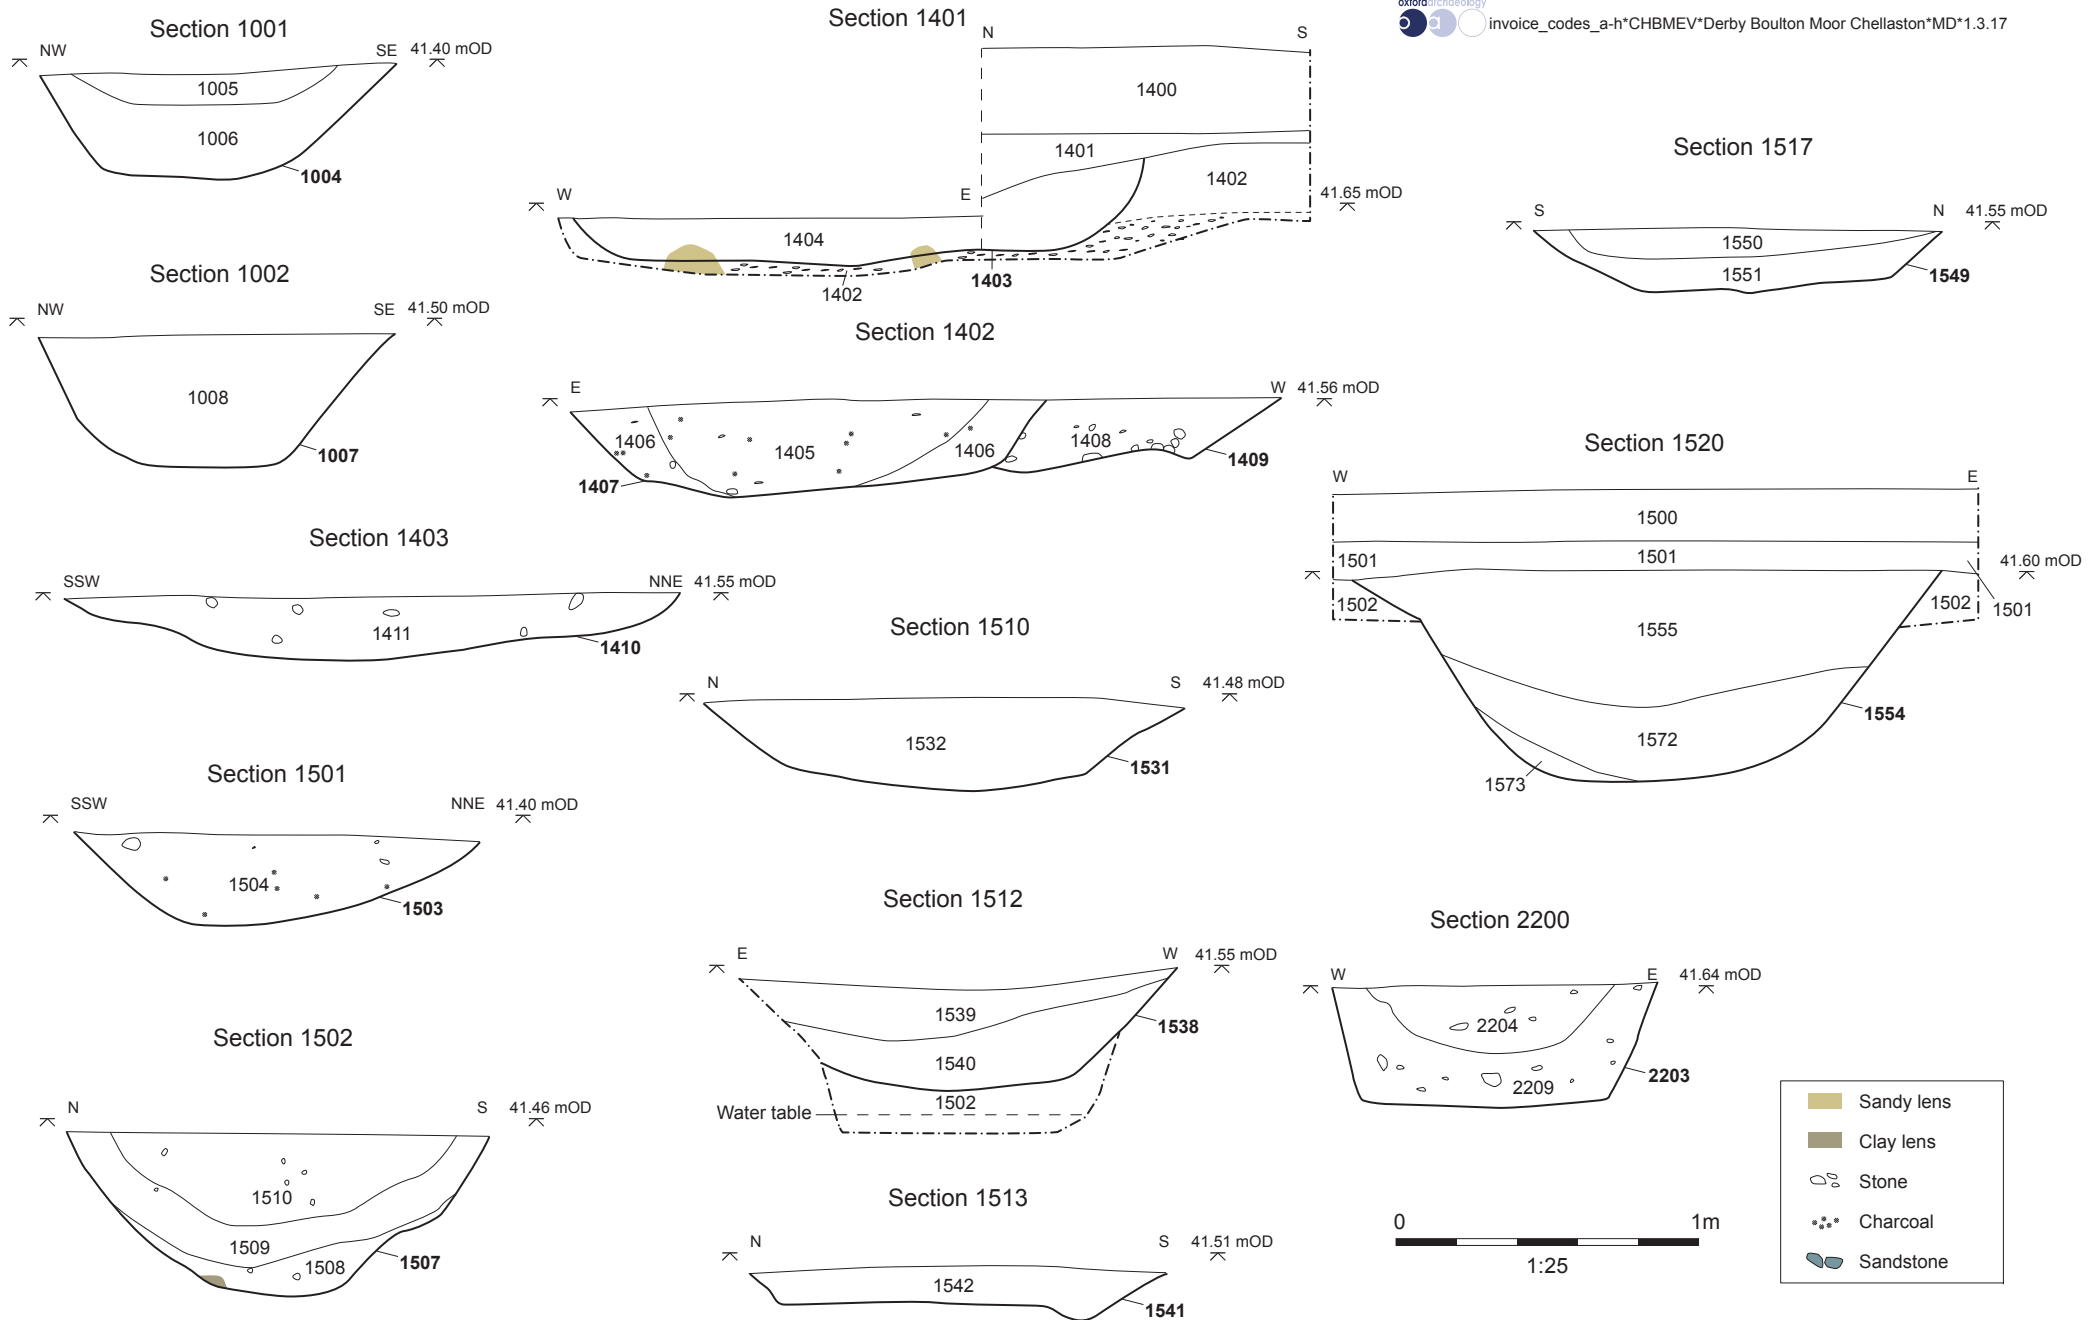 oxfordarchaeology
o a
invoice_codes_a-h*CHBMEV*Derby Boulton Moor Chellaston*MD*1.3.17
Section 1001
NW
SE
41.40 mOD
1005
1006
1004
Section 1401
N
S
1400
1401
1402
W
E
41.65 mOD
1404
1403
1402
Section 1517
S
N
41.55 mOD
1550
1551
1549
Section 1002
NW
SE
41.50 mOD
1008
1007
Section 1402
E
W
41.56 mOD
1406
1405
1406
1408
1407
1409
Section 1520
W
E
1500
1501
1501
41.60 mOD
1502
1502
1501
1555
1554
1572
1573
Section 1403
SSW
NNE
41.55 mOD
1411
1410
Section 1510
N
S
41.48 mOD
1532
1531
Section 1501
SSW
NNE
41.40 mOD
1504
1503
Section 1512
E
W
41.55 mOD
1539
1538
1540
1502
Water table
Section 2200
W
E
41.64 mOD
2204
2203
2209
Section 1502
N
S
41.46 mOD
1510
1509
1508
1507
Section 1513
N
S
41.51 mOD
1542
1541
0
1m
1:25
Sandy lens
Clay lens
Stone
Charcoal
Sandstone